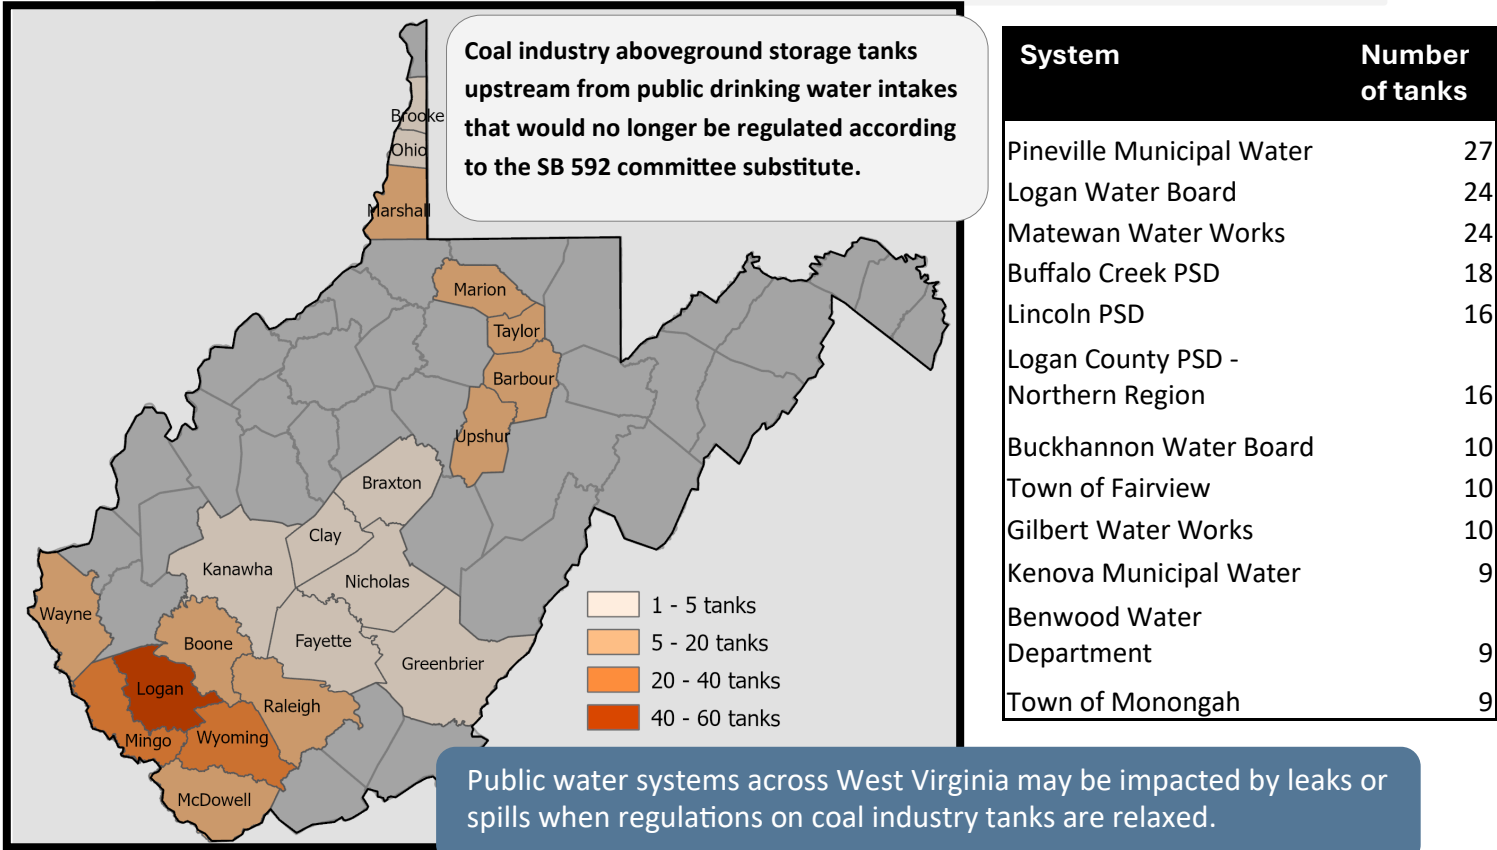 Coal industry aboveground storage tanks
upstream from public drinking water intakes
that would no longer be regulated according
to the SB 592 committee substitute.
Brooke
Ohio
Marshall
Marion
Taylor
Barbour
Upshur
Braxton
Clay
Kanawha
Nicholas
Wayne
Boone
Fayette
Greenbrier
Logan
Raleigh
Mingo
Wyoming
McDowell
1 - 5 tanks
5 - 20 tanks
20 - 40 tanks
40 - 60 tanks
System Number of tanks
Pineville Municipal Water 27
Logan Water Board 24
Matewan Water Works 24
Buffalo Creek PSD 18
Lincoln PSD 16
Logan County PSD -
Northern Region 16
Buckhannon Water Board 10
Town of Fairview 10
Gilbert Water Works 10
Kenova Municipal Water 9
Benwood Water
Department 9
Town of Monongah 9
Public water systems across West Virginia may be impacted by leaks or
spills when regulations on coal industry tanks are relaxed.